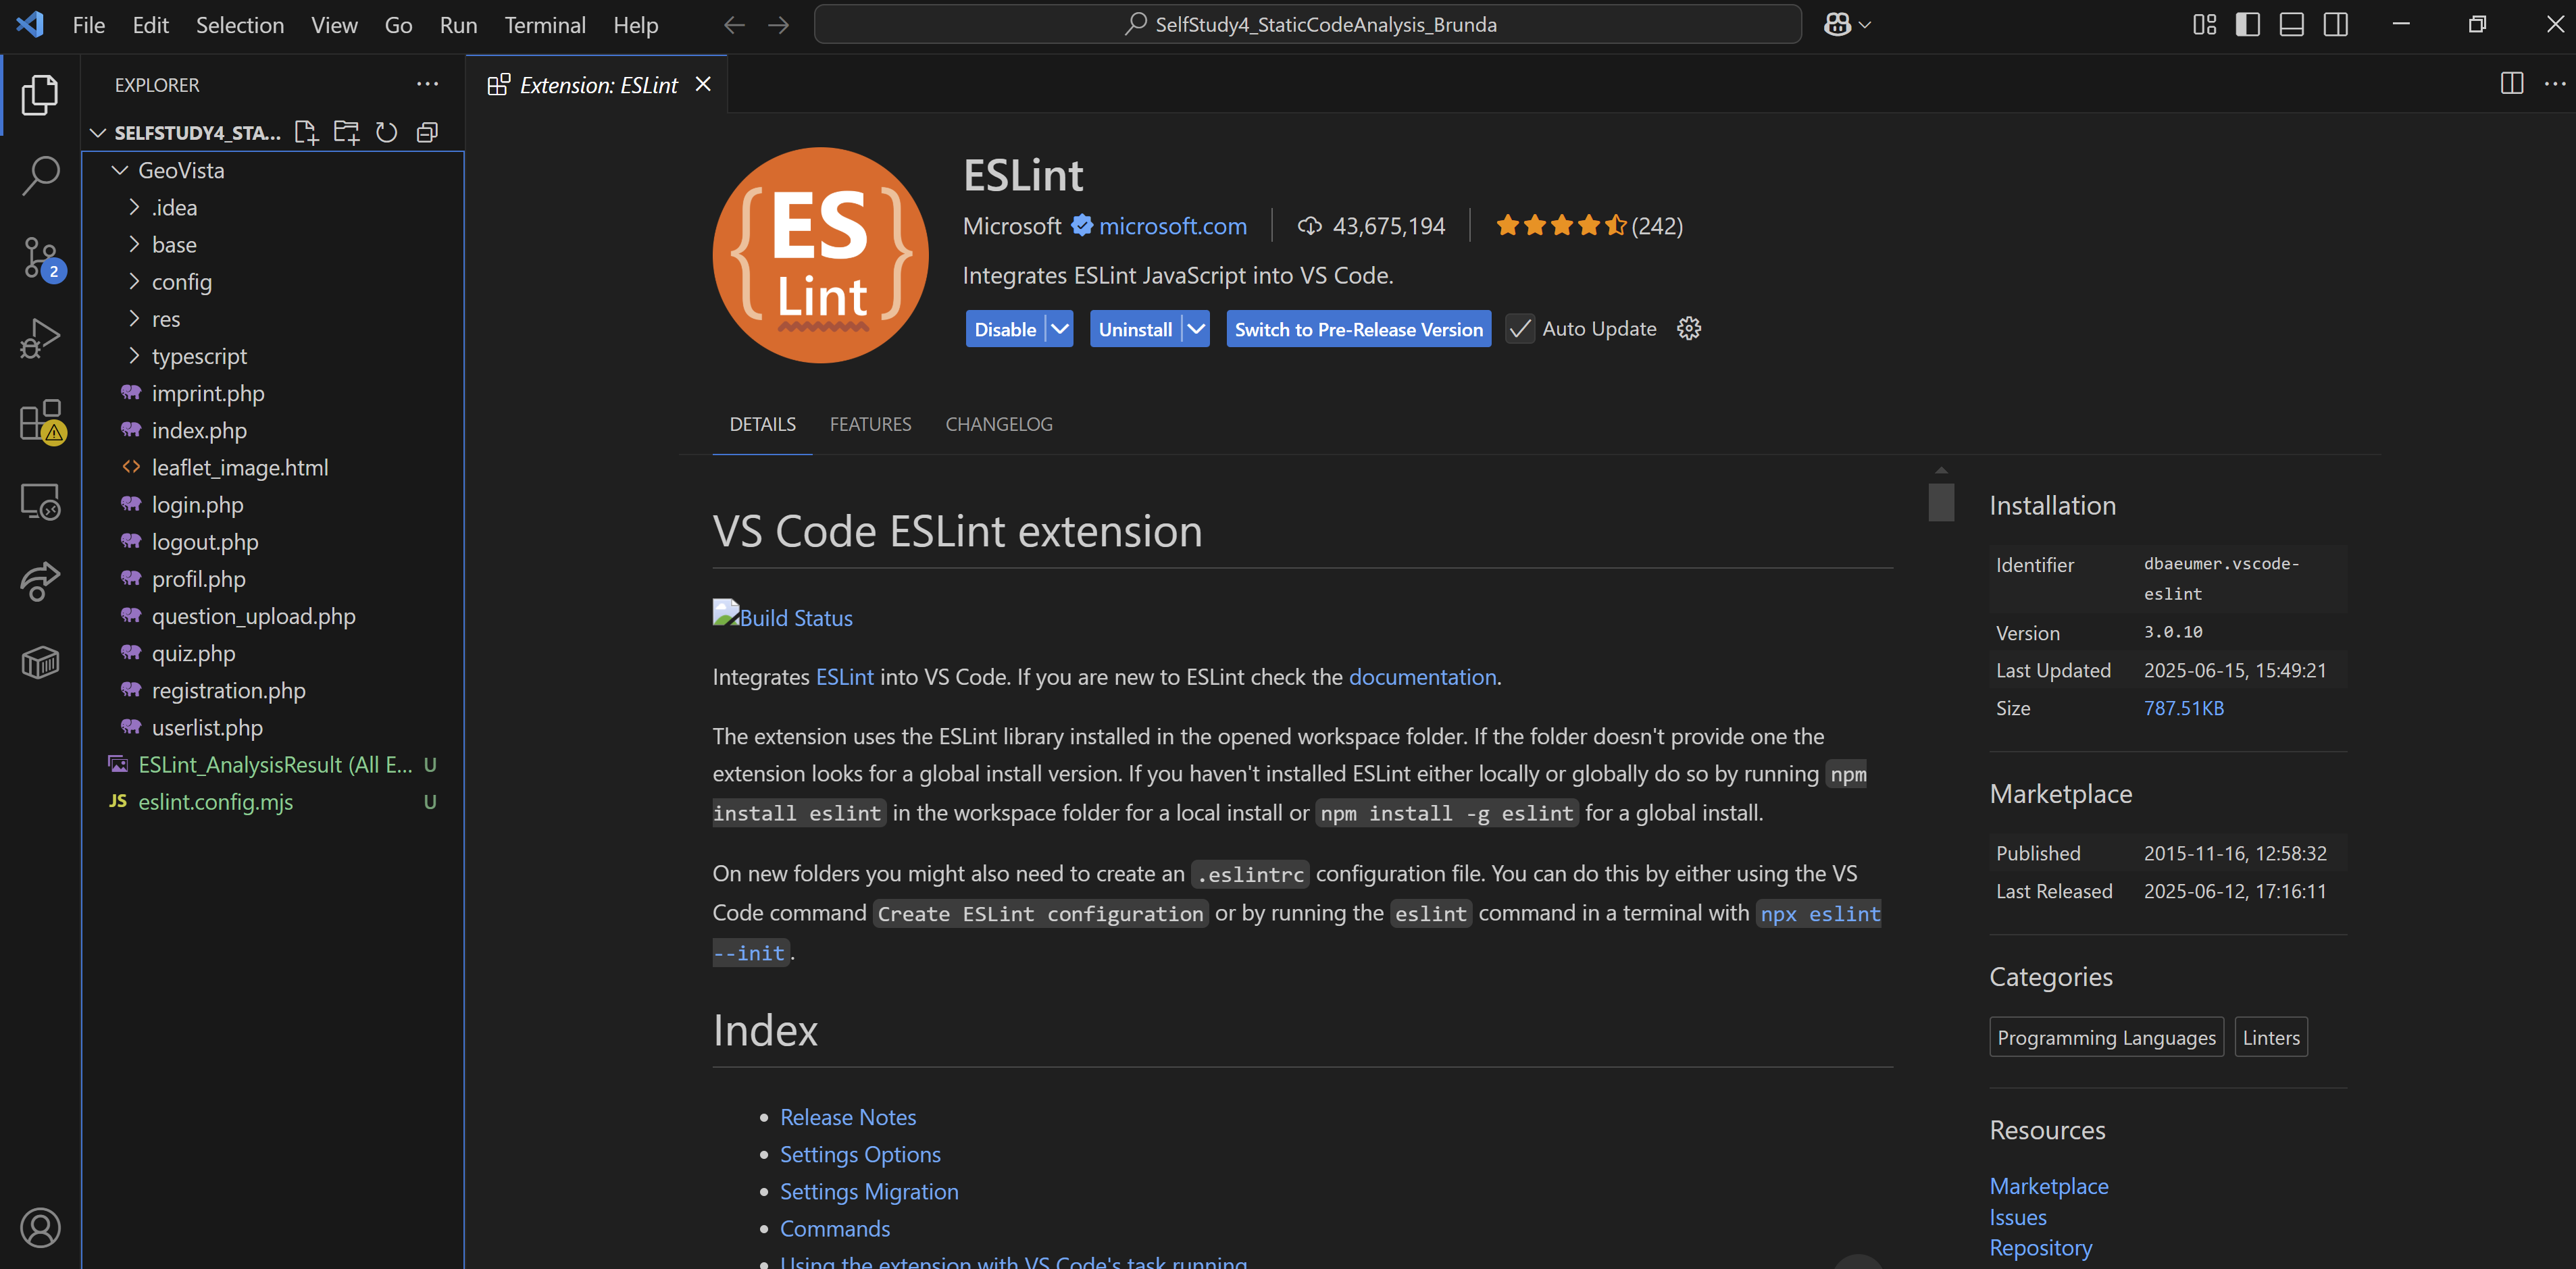 File Edit Selection View Go Run Terminal Help
SelfStudy4_StaticCodeAnalysis_Brunda
EXPLORER
SELFSTUDY4_STA...
GeoVista
.idea
base
config
res
typescript
imprint.php
index.php
leaflet_image.html
login.php
logout.php
profil.php
question_upload.php
quiz.php
registration.php
userlist.php
ESLint_AnalysisResult (All E... U
JS eslint.config.mjs U
2
Extension: ESLint
{ES}
Lint
ESLint
Microsoft microsoft.com 43,675,194 (242)
Integrates ESLint JavaScript into VS Code.
Disable Uninstall Switch to Pre-Release Version Auto Update
DETAILS FEATURES CHANGELOG
VS Code ESLint extension
Build Status
Integrates ESLint into VS Code. If you are new to ESLint check the documentation.
The extension uses the ESLint library installed in the opened workspace folder. If the folder doesn't provide one the
extension looks for a global install version. If you haven't installed ESLint either locally or globally do so by running npm
install eslint in the workspace folder for a local install or npm install -g eslint for a global install.
On new folders you might also need to create an .eslintrc configuration file. You can do this by either using the VS
Code command Create ESLint configuration or by running the eslint command in a terminal with npx eslint
--init.
Index
Release Notes
Settings Options
Settings Migration
Commands
Using the extension with VS Code's task running
Installation
Identifier dbaeumer.vscode-
eslint
Version 3.0.10
Last Updated 2025-06-15, 15:49:21
Size 787.51KB
Marketplace
Published 2015-11-16, 12:58:32
Last Released 2025-06-12, 17:16:11
Categories
Programming Languages Linters
Resources
Marketplace
Issues
Repository